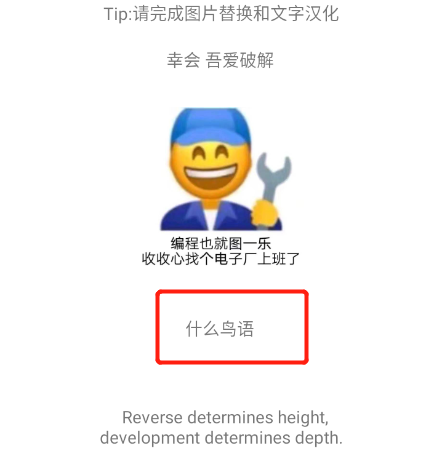 Tip:请完成图片替换和文字汉化
幸会 吾爱破解
编程也就图一乐
收收心找个电子厂上班了
什么鸟语
Reverse determines height,
development determines depth.